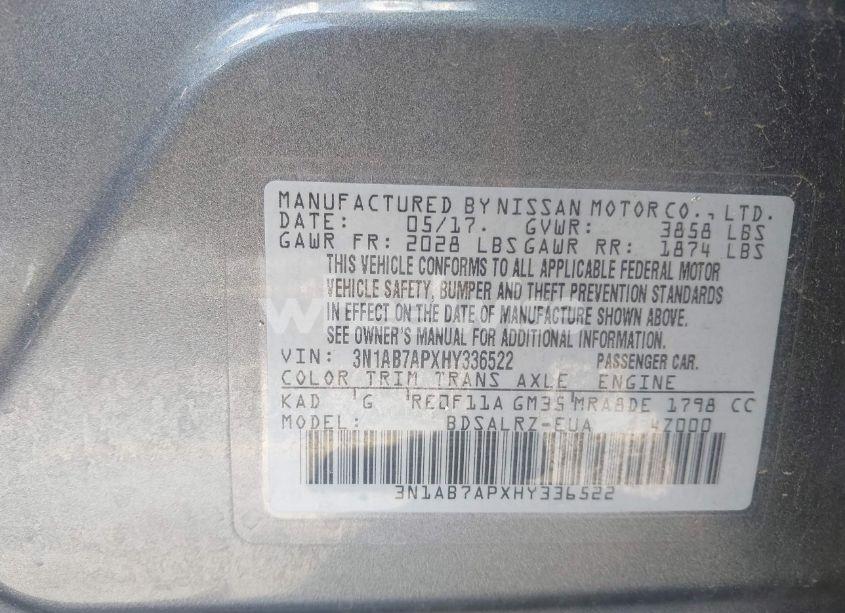 MANUFACTURED BY NISSAN MOTOR CO., LTD.
DATE: 05/17. GVWR: 3858 LBS
GAWR FR: 2028 LBS GAWR RR: 1874 LBS
THIS VEHICLE CONFORMS TO ALL APPLICABLE FEDERAL MOTOR
VEHICLE SAFETY, BUMPER AND THEFT PREVENTION STANDARDS
IN EFFECT ON THE DATE OF MANUFACTURE SHOWN ABOVE.
SEE OWNER'S MANUAL FOR ADDITIONAL INFORMATION.
VIN: 3N1AB7APXHY336522 PASSENGER CAR.
COLOR TRIM TRANS AXLE ENGINE
KAD G RE0F11A GM35 MRA8DE 1798 CC
MODEL: BDSALRZ-EUA 4Z000
3N1AB7APXHY336522